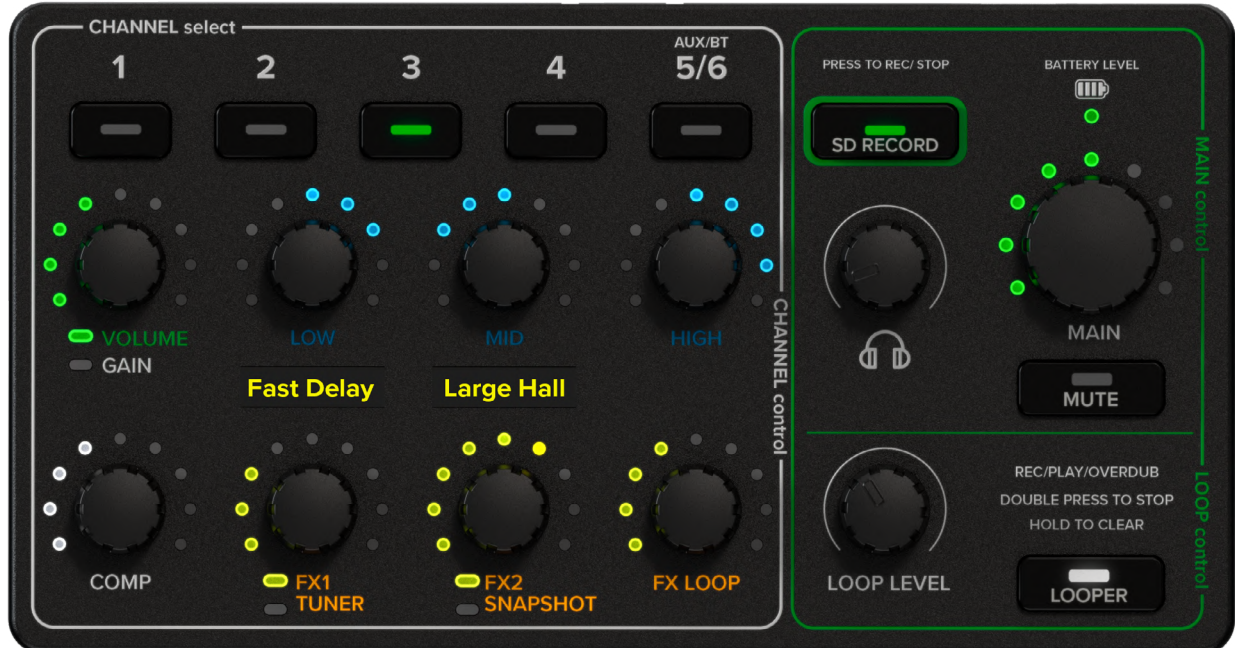 CHANNEL select
1
2
3
4
AUX/BT
5/6
VOLUME
GAIN
LOW
MID
HIGH
Fast Delay
Large Hall
COMP
FX1
TUNER
FX2
SNAPSHOT
FX LOOP
CHANNEL control
PRESS TO REC/ STOP
SD RECORD
BATTERY LEVEL
MAIN
MUTE
MAIN control
LOOP LEVEL
REC/PLAY/OVERDUB
DOUBLE PRESS TO STOP
HOLD TO CLEAR
LOOPER
LOOP control